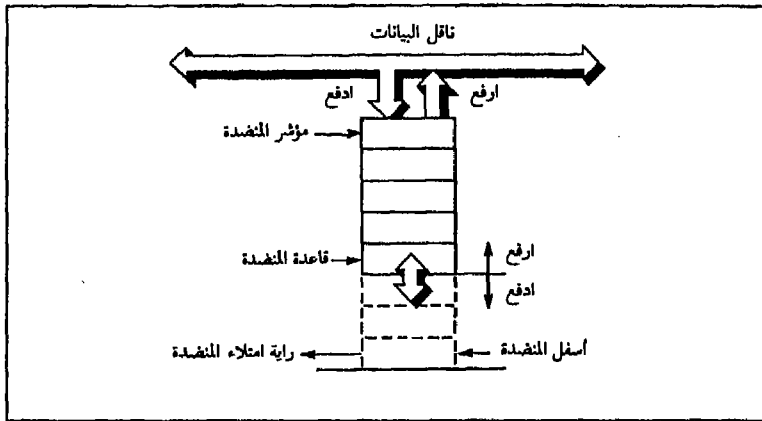 ناقل البيانات
ادفع
ارفع
مؤشر المنضدة
قاعدة المنضدة
ارفع
ادفع
راية امتلاء المنضدة
أسفل المنضدة